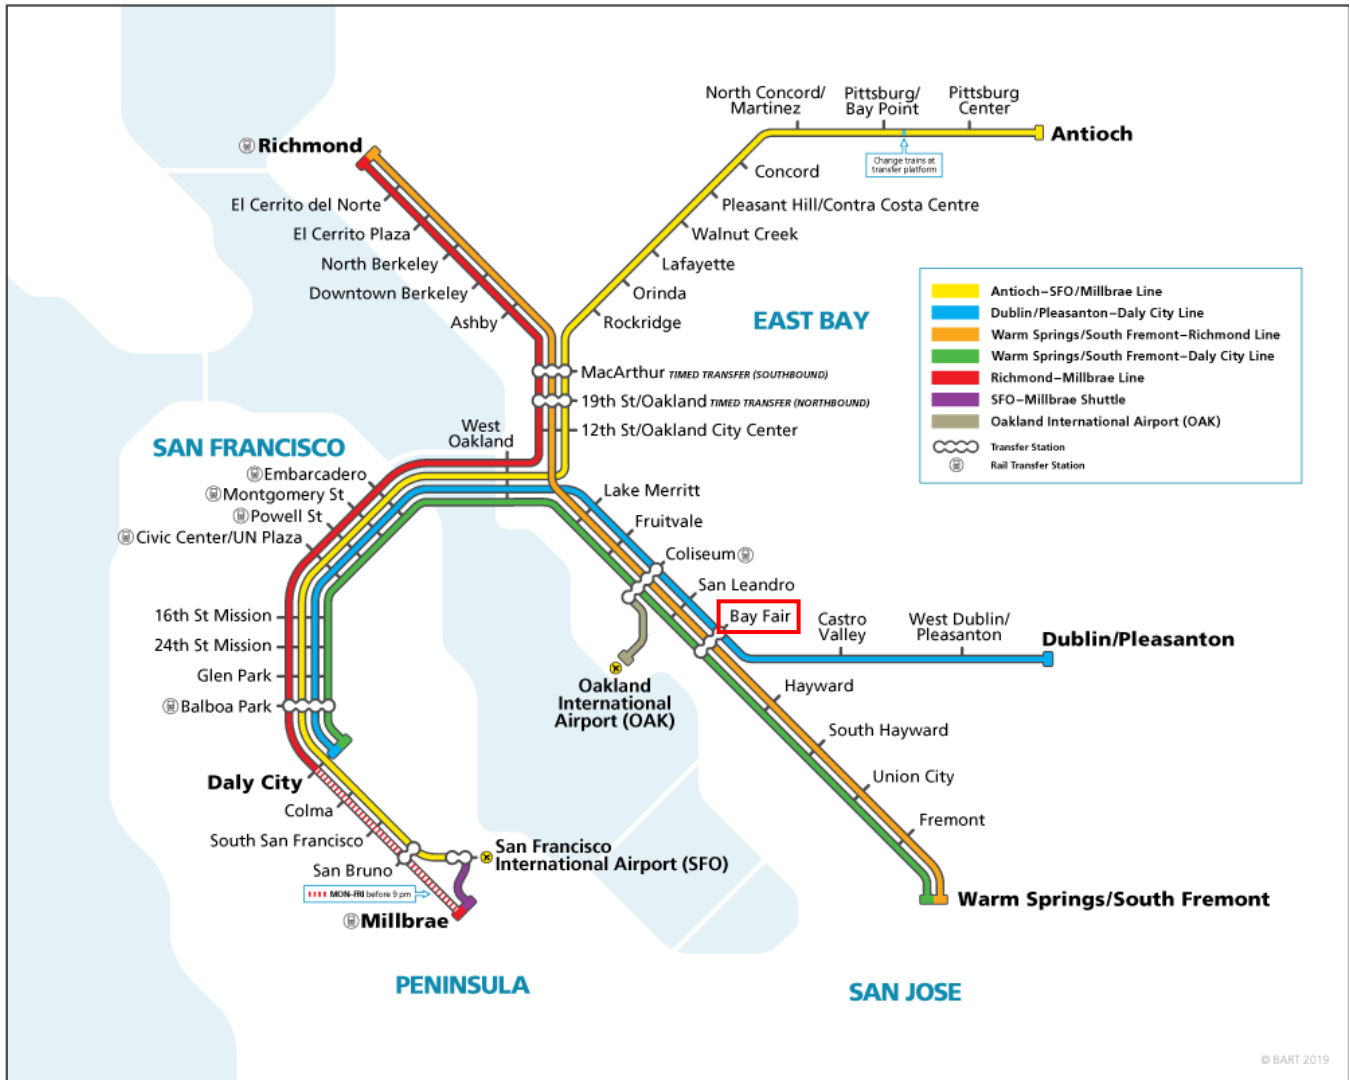 North Concord/
Martinez
Pittsburg/
Bay Point
Pittsburg
Center
Antioch
Change trains at
transfer platform
Richmond
Concord
El Cerrito del Norte
Pleasant Hill/Contra Costa Centre
El Cerrito Plaza
Walnut Creek
North Berkeley
Lafayette
Downtown Berkeley
Orinda
Ashby
Rockridge
EAST BAY
Antioch–SFO/Millbrae Line
Dublin/Pleasanton–Daly City Line
Warm Springs/South Fremont–Richmond Line
Warm Springs/South Fremont–Daly City Line
Richmond–Millbrae Line
SFO–Millbrae Shuttle
Oakland International Airport (OAK)
Transfer Station
Rail Transfer Station
MacArthur TIMED TRANSFER (SOUTHBOUND)
19th St/Oakland TIMED TRANSFER (NORTHBOUND)
12th St/Oakland City Center
West
Oakland
SAN FRANCISCO
Embarcadero
Montgomery St
Powell St
Civic Center/UN Plaza
Lake Merritt
Fruitvale
Coliseum
San Leandro
Bay Fair
Castro
Valley
West Dublin/
Pleasanton
Dublin/Pleasanton
16th St Mission
24th St Mission
Glen Park
Balboa Park
Oakland
International
Airport (OAK)
Hayward
South Hayward
Union City
Fremont
Warm Springs/South Fremont
Daly City
Colma
South San Francisco
San Bruno
San Francisco
International Airport (SFO)
MON–FRI before 9 pm
Millbrae
PENINSULA
SAN JOSE
© BART 2019